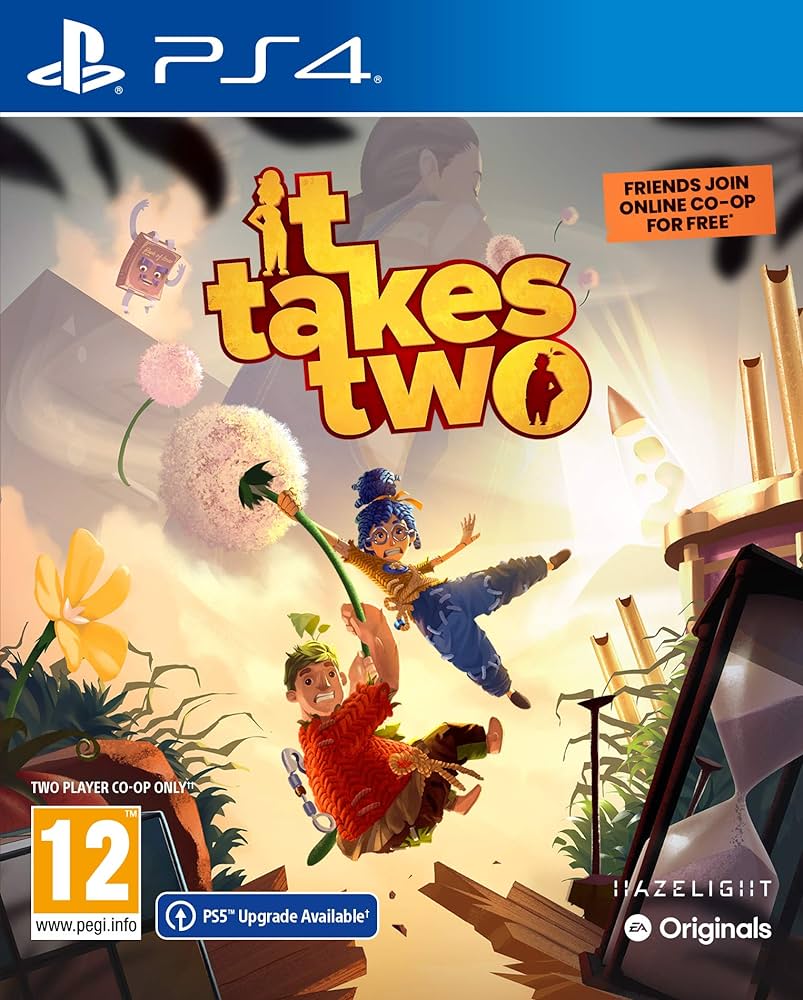 PS4®
it
takes
two
FRIENDS JOIN
ONLINE CO-OP
FOR FREE*
TWO PLAYER CO-OP ONLY††
12™
www.pegi.info
PS5™ Upgrade Available†
HAZELIGHT
EA Originals